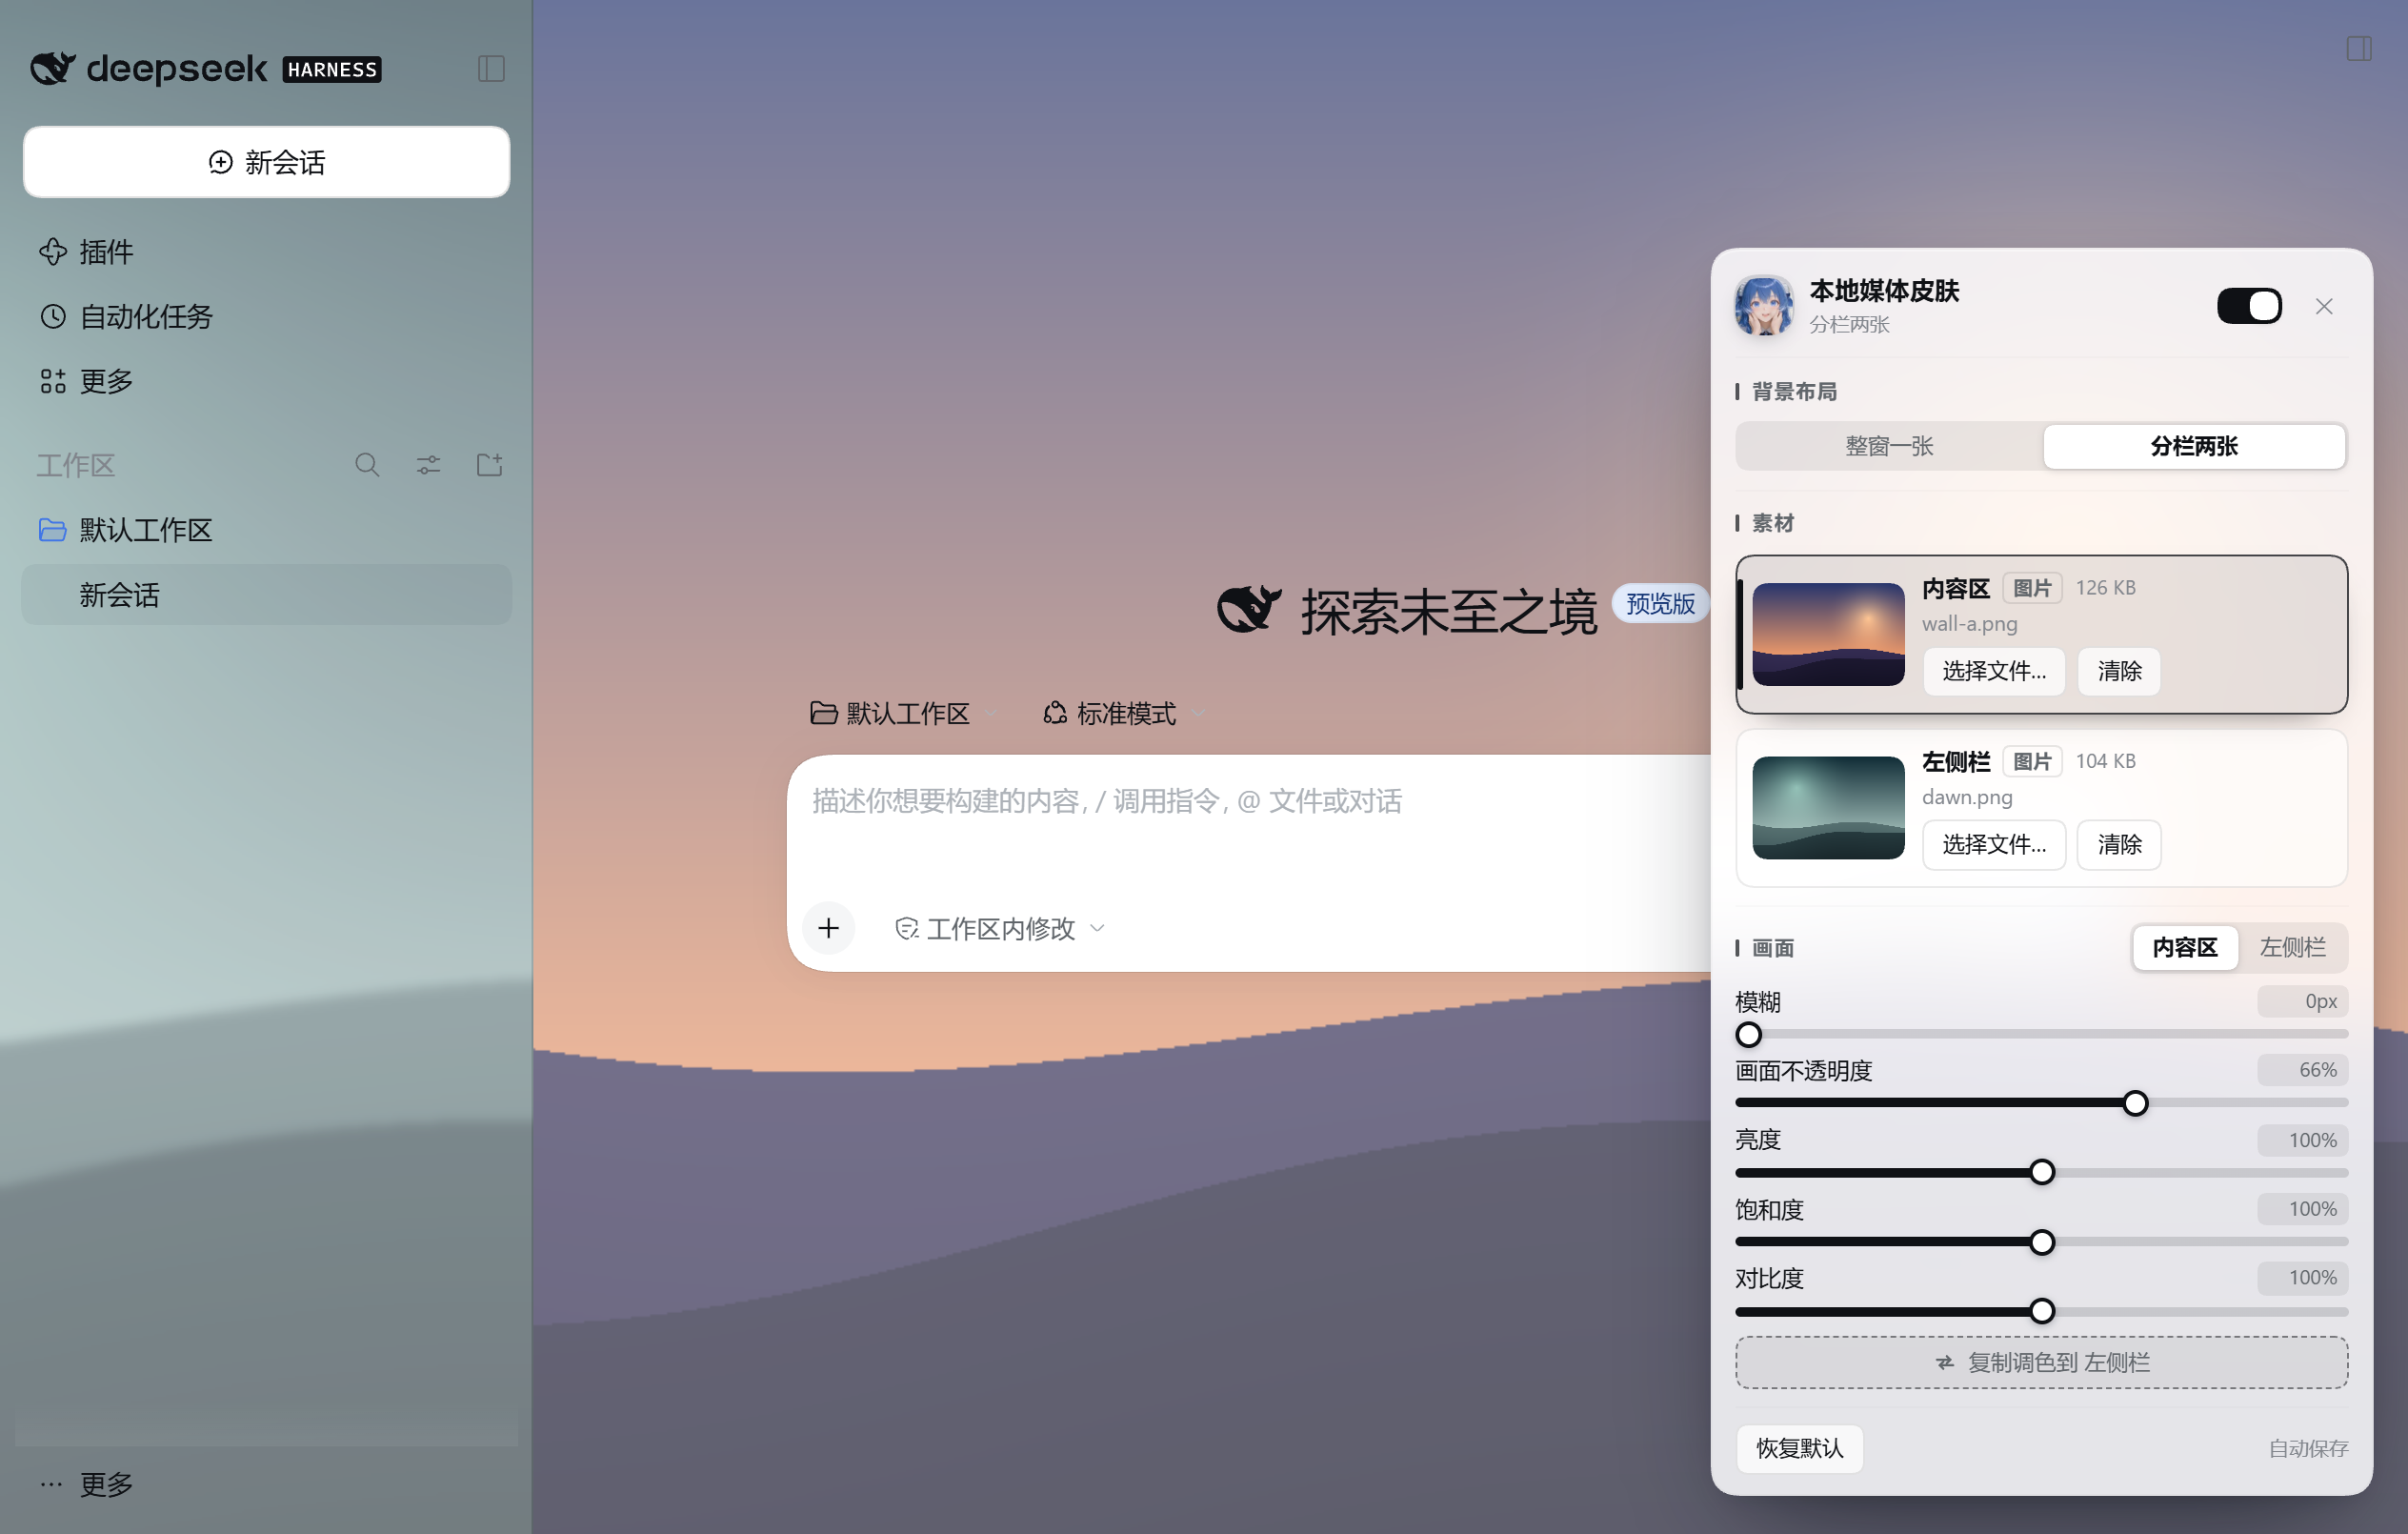 deepseek HARNESS
新会话
插件
自动化任务
更多
工作区
默认工作区
新会话
更多
探索未至之境 预览版
默认工作区 标准模式
描述你想要构建的内容, / 调用指令, @ 文件或对话
工作区内修改
本地媒体皮肤
分栏两张
背景布局
整窗一张 分栏两张
素材
内容区 图片 126 KB
wall-a.png
选择文件... 清除
左侧栏 图片 104 KB
dawn.png
选择文件... 清除
画面 内容区 左侧栏
模糊 0px
画面不透明度 66%
亮度 100%
饱和度 100%
对比度 100%
复制调色到 左侧栏
恢复默认 自动保存